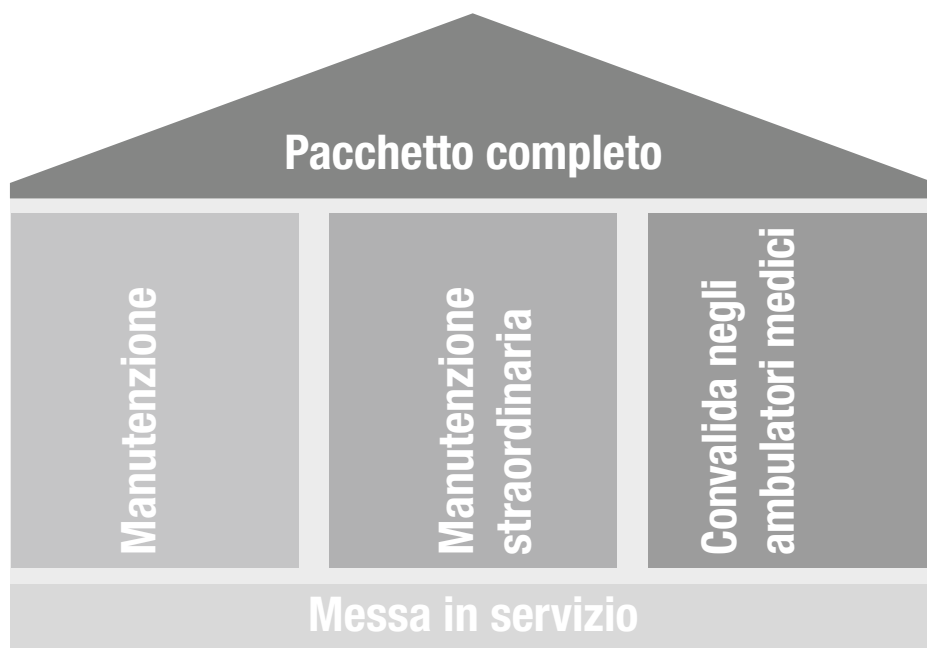 Pacchetto completo
Manutenzione
Manutenzione
straordinaria
Convalida negli
ambulatori medici
Messa in servizio